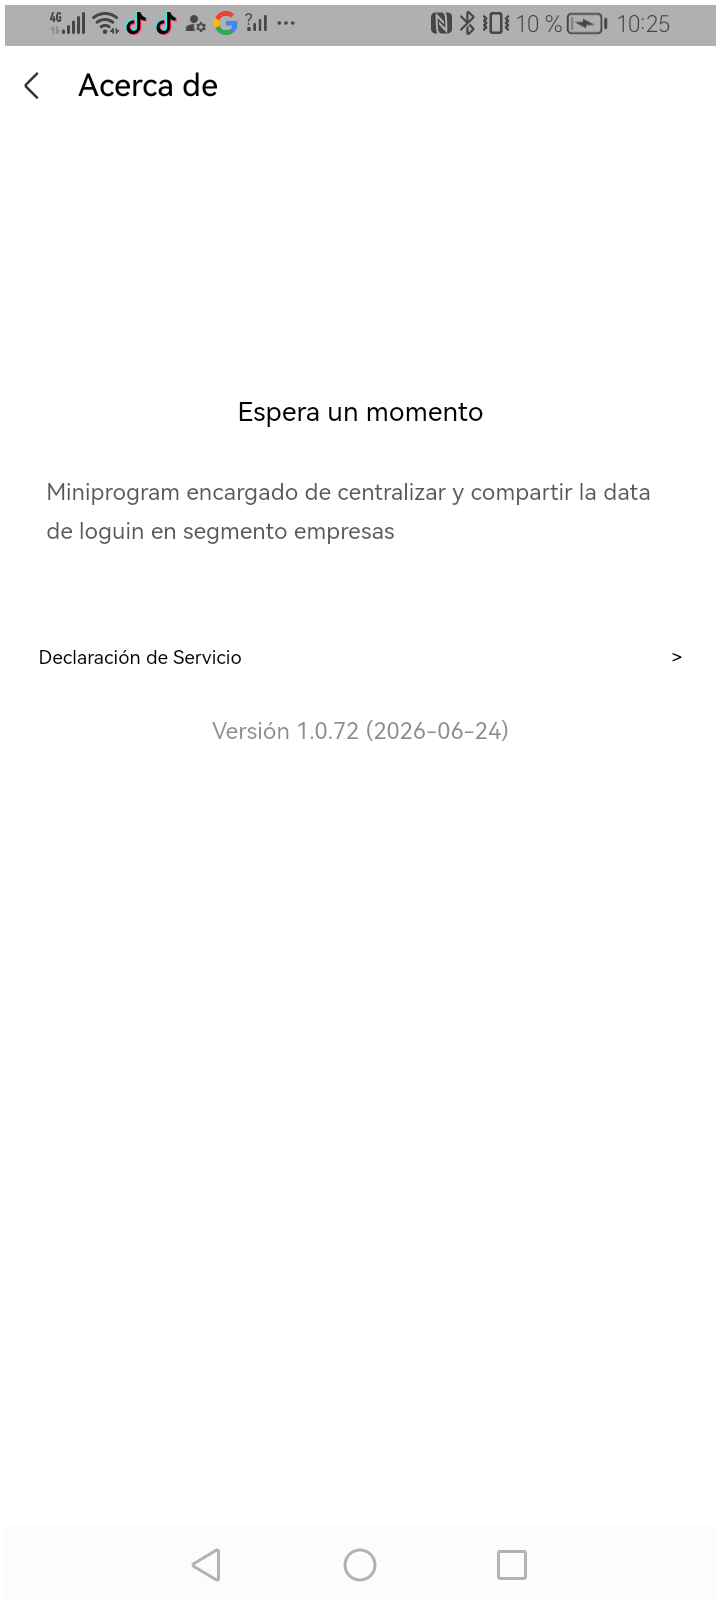 4G
?
10 %
10:25
Acerca de
Espera un momento
Miniprogram encargado de centralizar y compartir la data
de loguin en segmento empresas
Declaración de Servicio >
Versión 1.0.72 (2026-06-24)